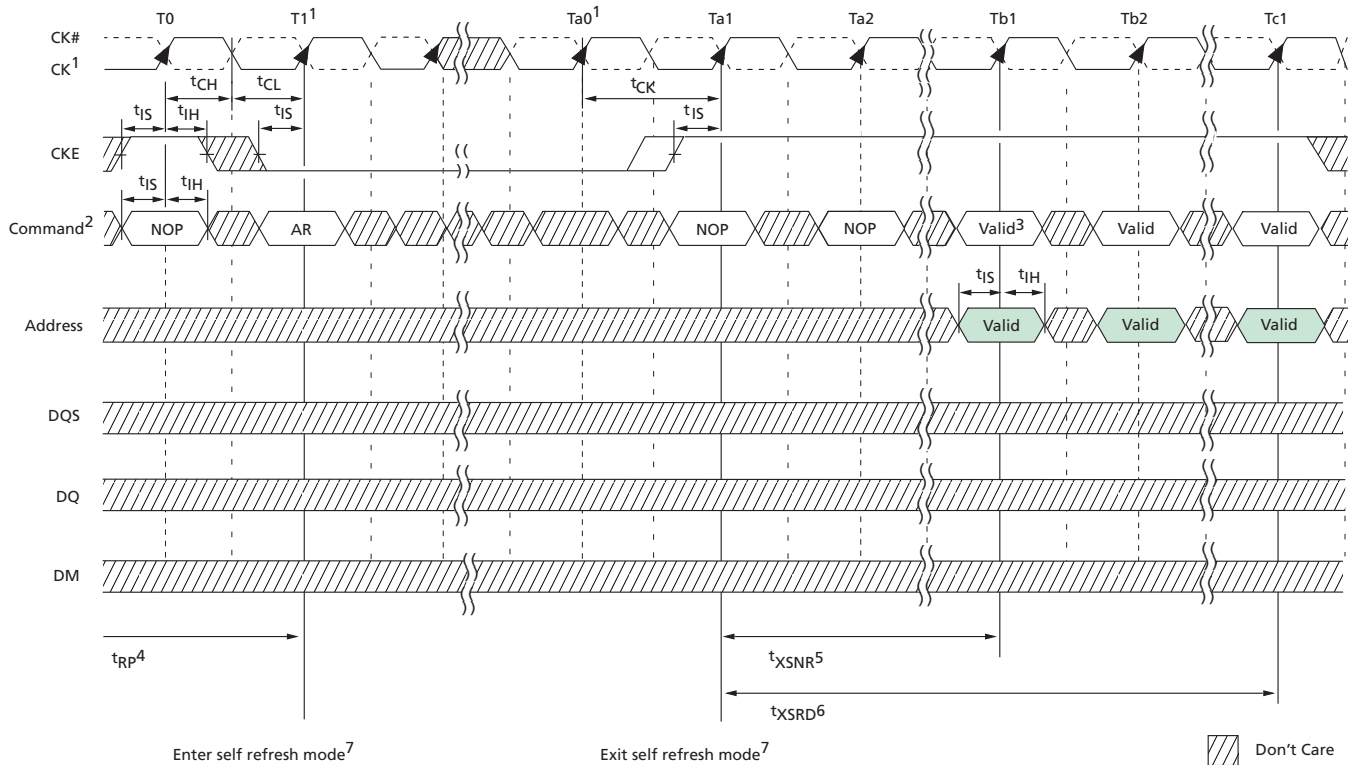 T0 T1¹ Ta0¹ Ta1 Ta2 Tb1 Tb2 Tc1
CK#
CK¹
tCH tCL tCK
tIS tIH tIS tIS
CKE
tIS tIH
Command² NOP AR NOP NOP Valid³ Valid Valid
tIS tIH
Address Valid Valid Valid
DQS
DQ
DM
tRP⁴ tXSNR⁵
tXSRD⁶
Enter self refresh mode⁷ Exit self refresh mode⁷ Don't Care